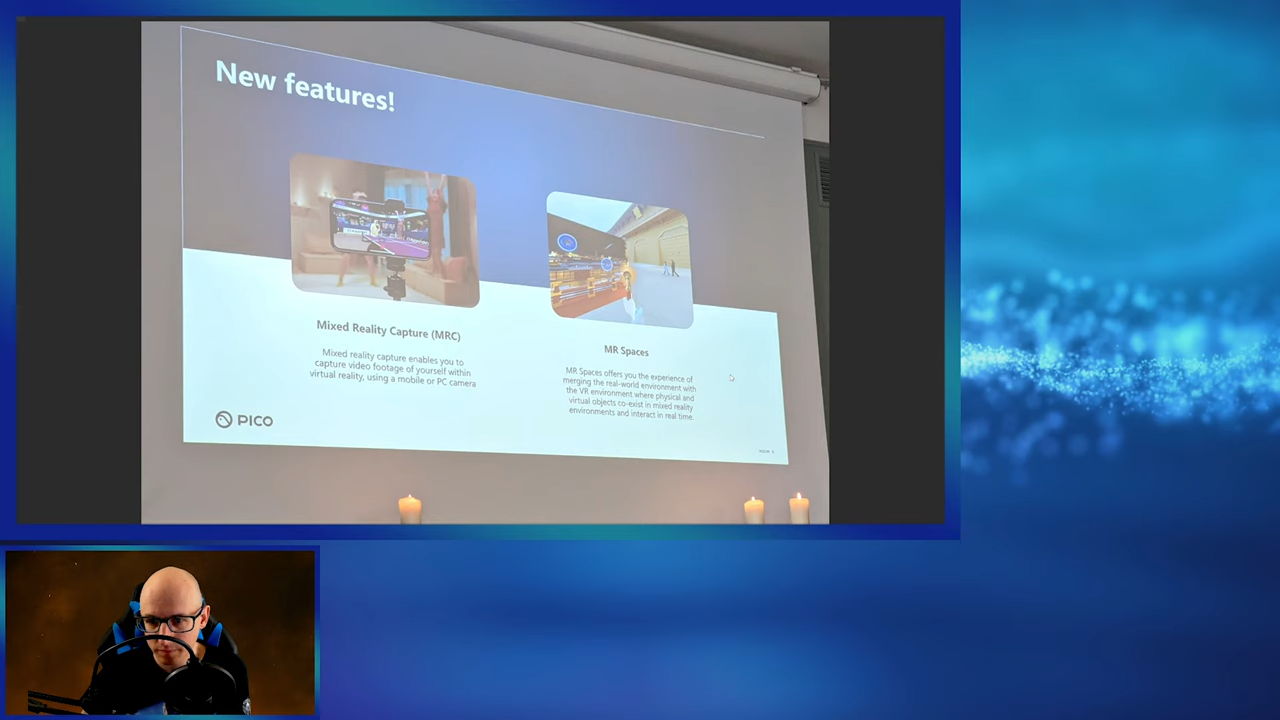 New features!
Mixed Reality Capture (MRC)
Mixed reality capture enables you to
capture video footage of yourself within
virtual reality, using a mobile or PC camera
MR Spaces
MR Spaces offers you the experience of
merging the real-world environment with
the VR environment where physical and
virtual objects co-exist in mixed reality
environments and interact in real time.
PICO